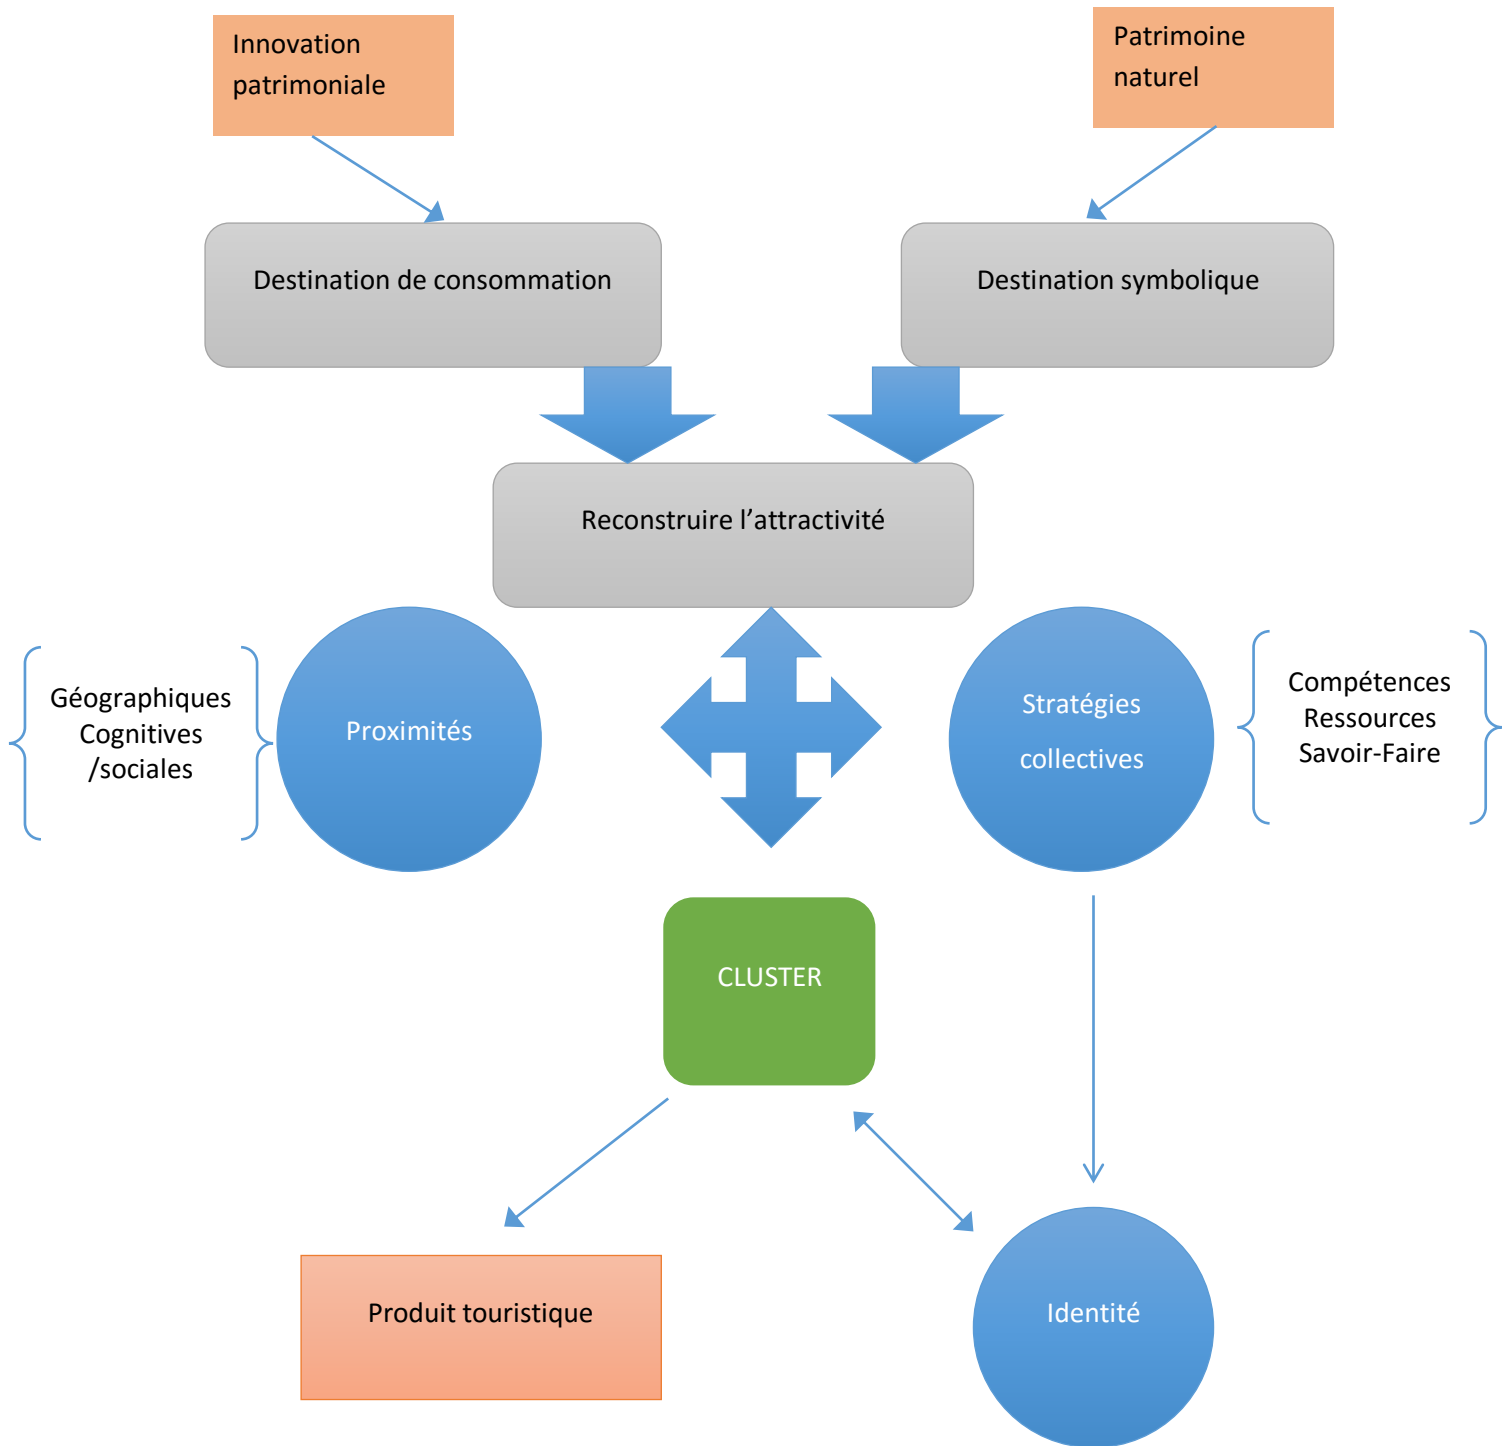 Innovation
patrimoniale
Patrimoine
naturel
Destination de consommation
Destination symbolique
Reconstruire l’attractivité
Géographiques
Cognitives
/sociales
Proximités
Stratégies
collectives
Compétences
Ressources
Savoir-Faire
CLUSTER
Produit touristique
Identité